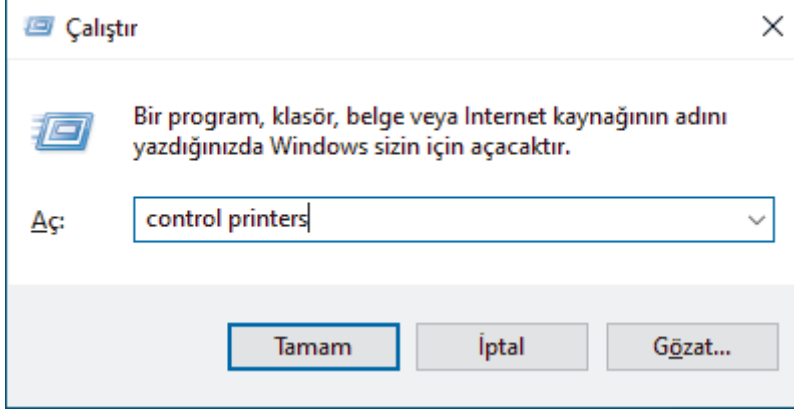 Çalıştır
Bir program, klasör, belge veya Internet kaynağının adını
yazdığınızda Windows sizin için açacaktır.
Aç: control printers
Tamam İptal Gözat...